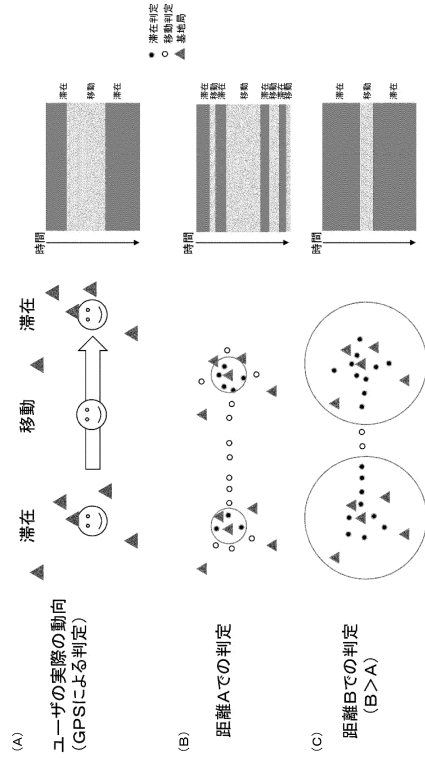 (A)
ユーザの実際の動向
(GPSによる判定)
滞在
移動
滞在
時間
滞在
移動
滞在
滞在判定
移動判定
基地局
(B)
距離Aでの判定
時間
滞在
移動
滞在
移動
滞在
移動
滞在
移動
(C)
距離Bでの判定
(B>A)
時間
滞在
移動
滞在